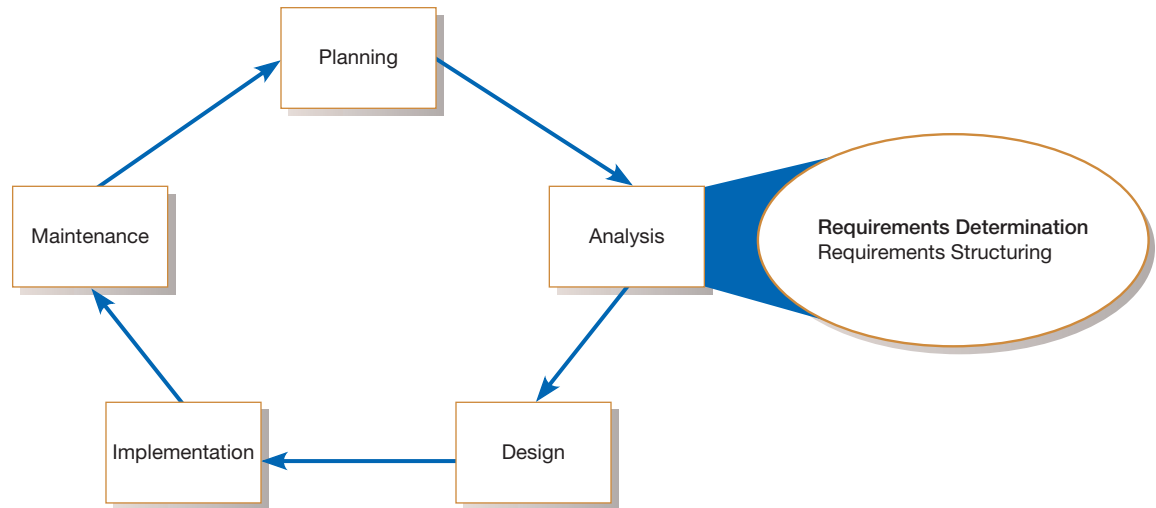 Planning
Maintenance
Analysis
Requirements Determination
Requirements Structuring
Implementation
Design